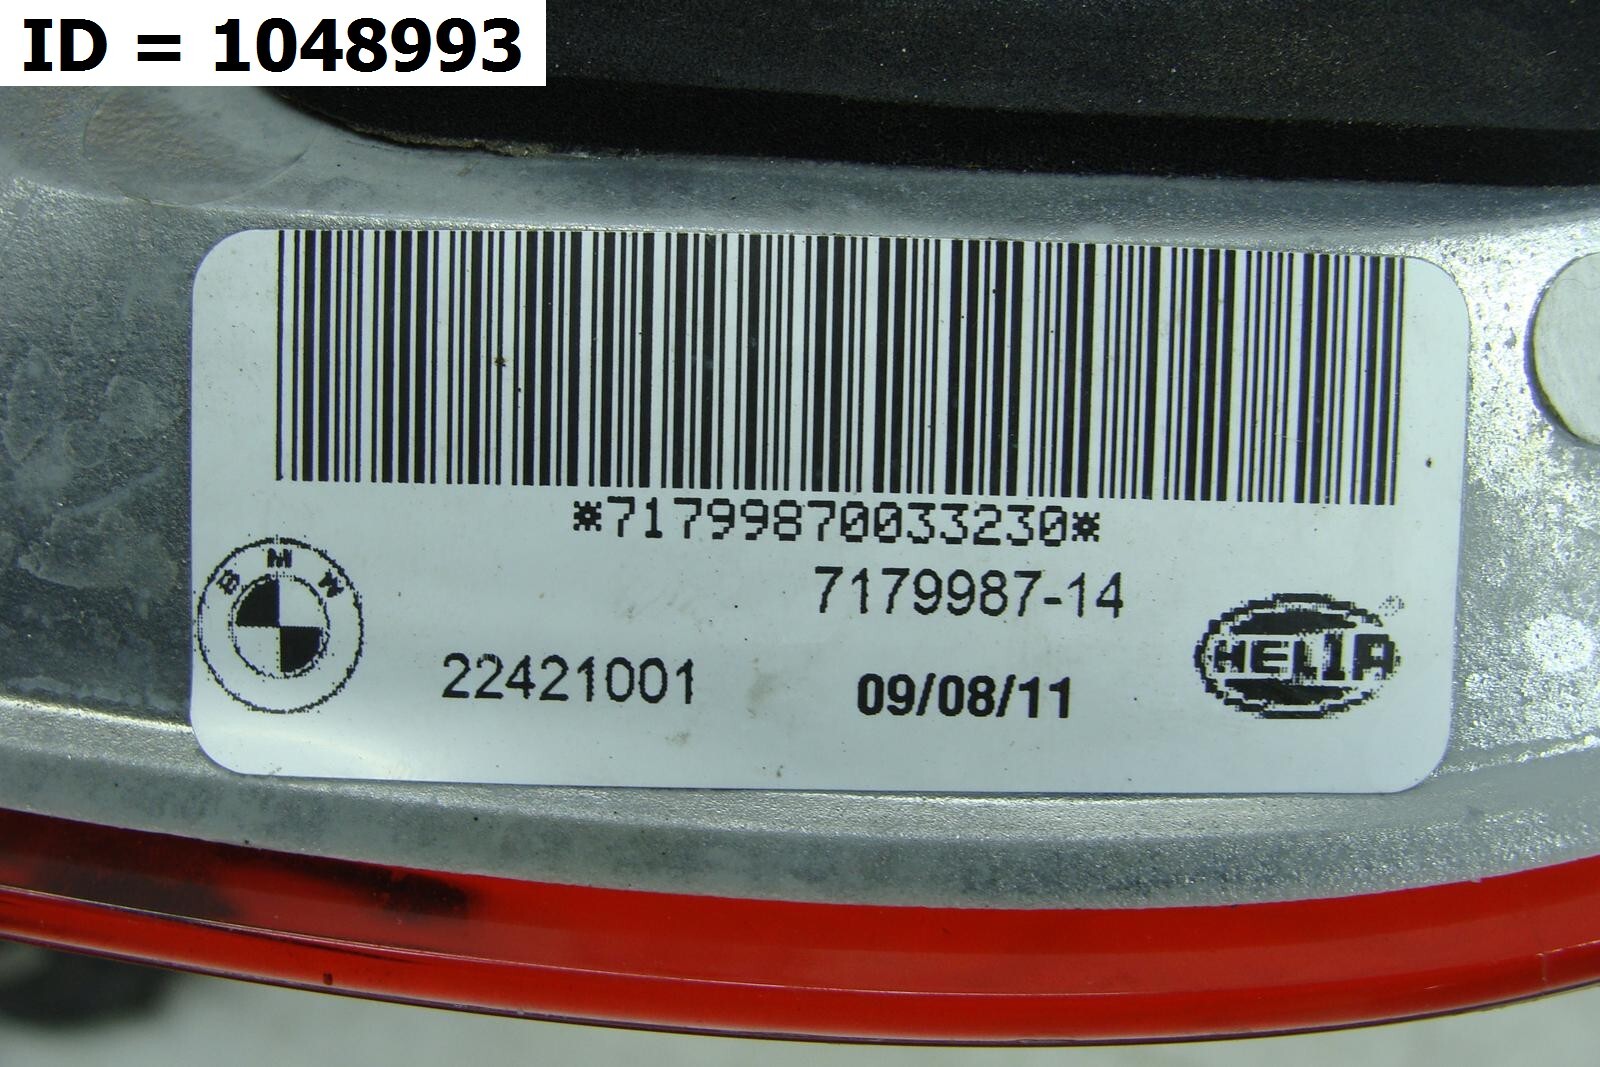 ID = 1048993
*71799870033230*
7179987-14
BMW
22421001
09/08/11
HELLA